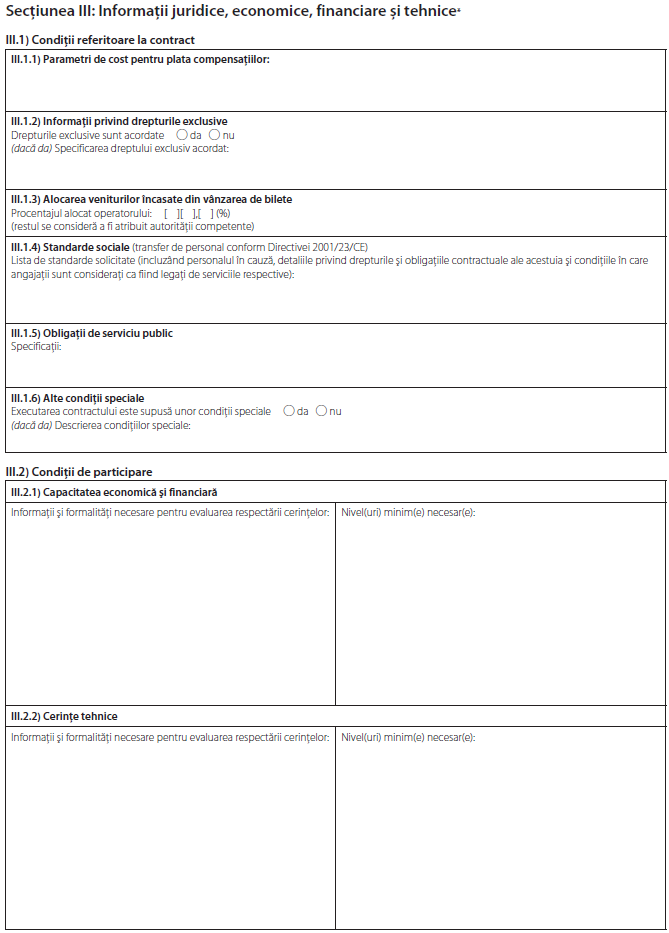 Secțiunea III: Informații juridice, economice, financiare și tehnice⁴
III.1) Condiții referitoare la contract
III.1.1) Parametri de cost pentru plata compensațiilor:
III.1.2) Informații privind drepturile exclusive
Drepturile exclusive sunt acordate ○ da ○ nu
(dacă da) Specificarea dreptului exclusiv acordat:
III.1.3) Alocarea veniturilor încasate din vânzarea de bilete
Procentajul alocat operatorului: [ ][ ],[ ] (%)
(restul se consideră a fi atribuit autorității competente)
III.1.4) Standarde sociale (transfer de personal conform Directivei 2001/23/CE)
Lista de standarde solicitate (incluzând personalul în cauză, detaliile privind drepturile şi obligațiile contractuale ale acestuia şi condițiile în care
angajații sunt considerați ca fiind legați de serviciile respective):
III.1.5) Obligații de serviciu public
Specificații:
III.1.6) Alte condiții speciale
Executarea contractului este supusă unor condiții speciale ○ da ○ nu
(dacă da) Descrierea condițiilor speciale:
III.2) Condiții de participare
III.2.1) Capacitatea economică şi financiară
Informații şi formalități necesare pentru evaluarea respectării cerințelor:
Nivel(uri) minim(e) necesar(e):
III.2.2) Cerințe tehnice
Informații şi formalități necesare pentru evaluarea respectării cerințelor:
Nivel(uri) minim(e) necesar(e):